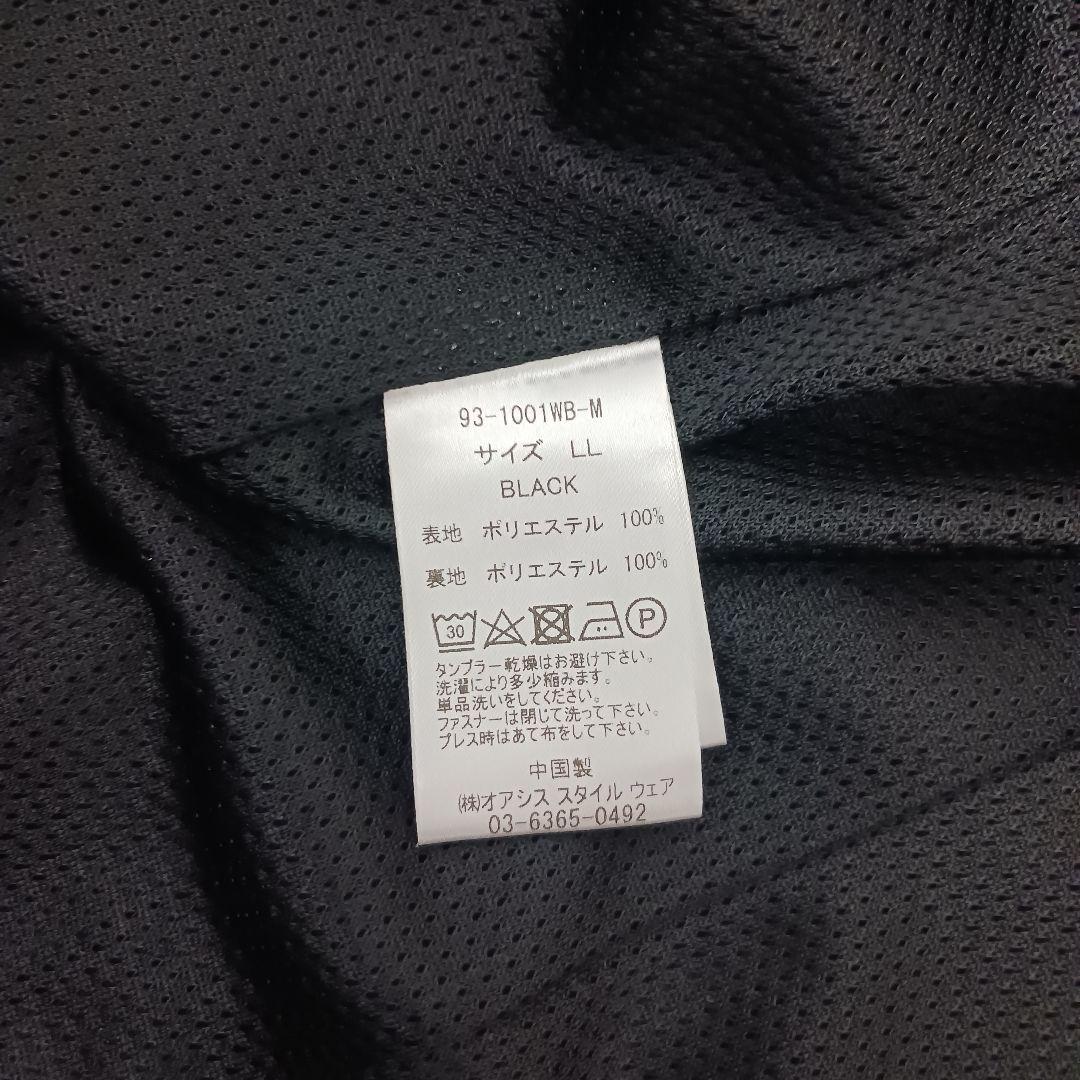 93-1001WB-M
サイズ LL
BLACK
表地 ポリエステル 100%
裏地 ポリエステル 100%
30 P
タンブラー乾燥はお避け下さい。
洗濯により多少縮みます。
単品洗いをしてください。
ファスナーは閉じて洗って下さい。
プレス時はあて布をして下さい。
中国製
(株)オアシス スタイル ウェア
03-6365-0492